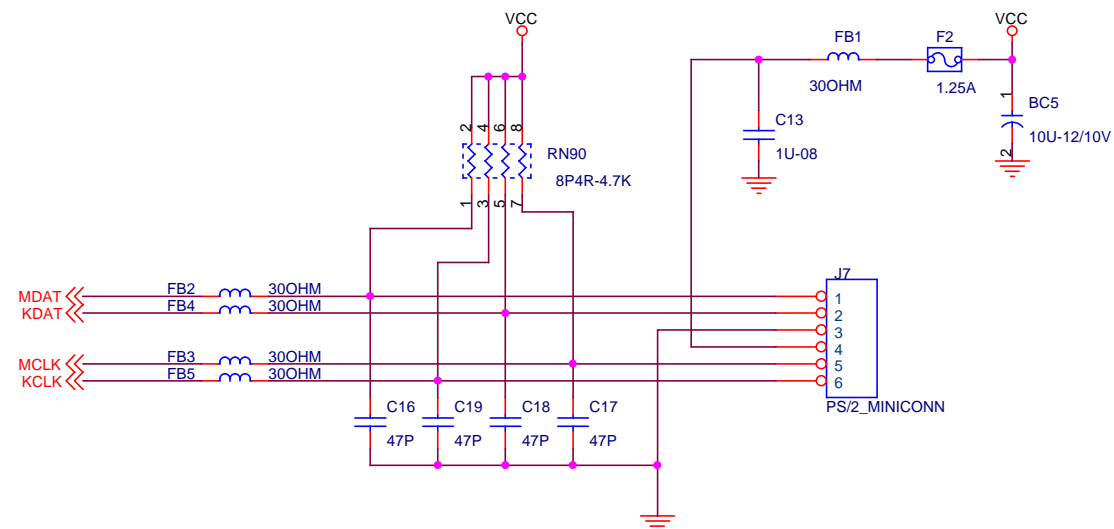 VCC
VCC
FB1
F2
30OHM
1.25A
1
BC5
10U-12/10V
2
C13
1U-08
2 4 6 8
RN90
8P4R-4.7K
1 3 5 7
J7
MDAT FB2 30OHM 1
KDAT FB4 30OHM 2
3
4
MCLK FB3 30OHM 5
KCLK FB5 30OHM 6
PS/2_MINICONN
C16 C19 C18 C17
47P 47P 47P 47P